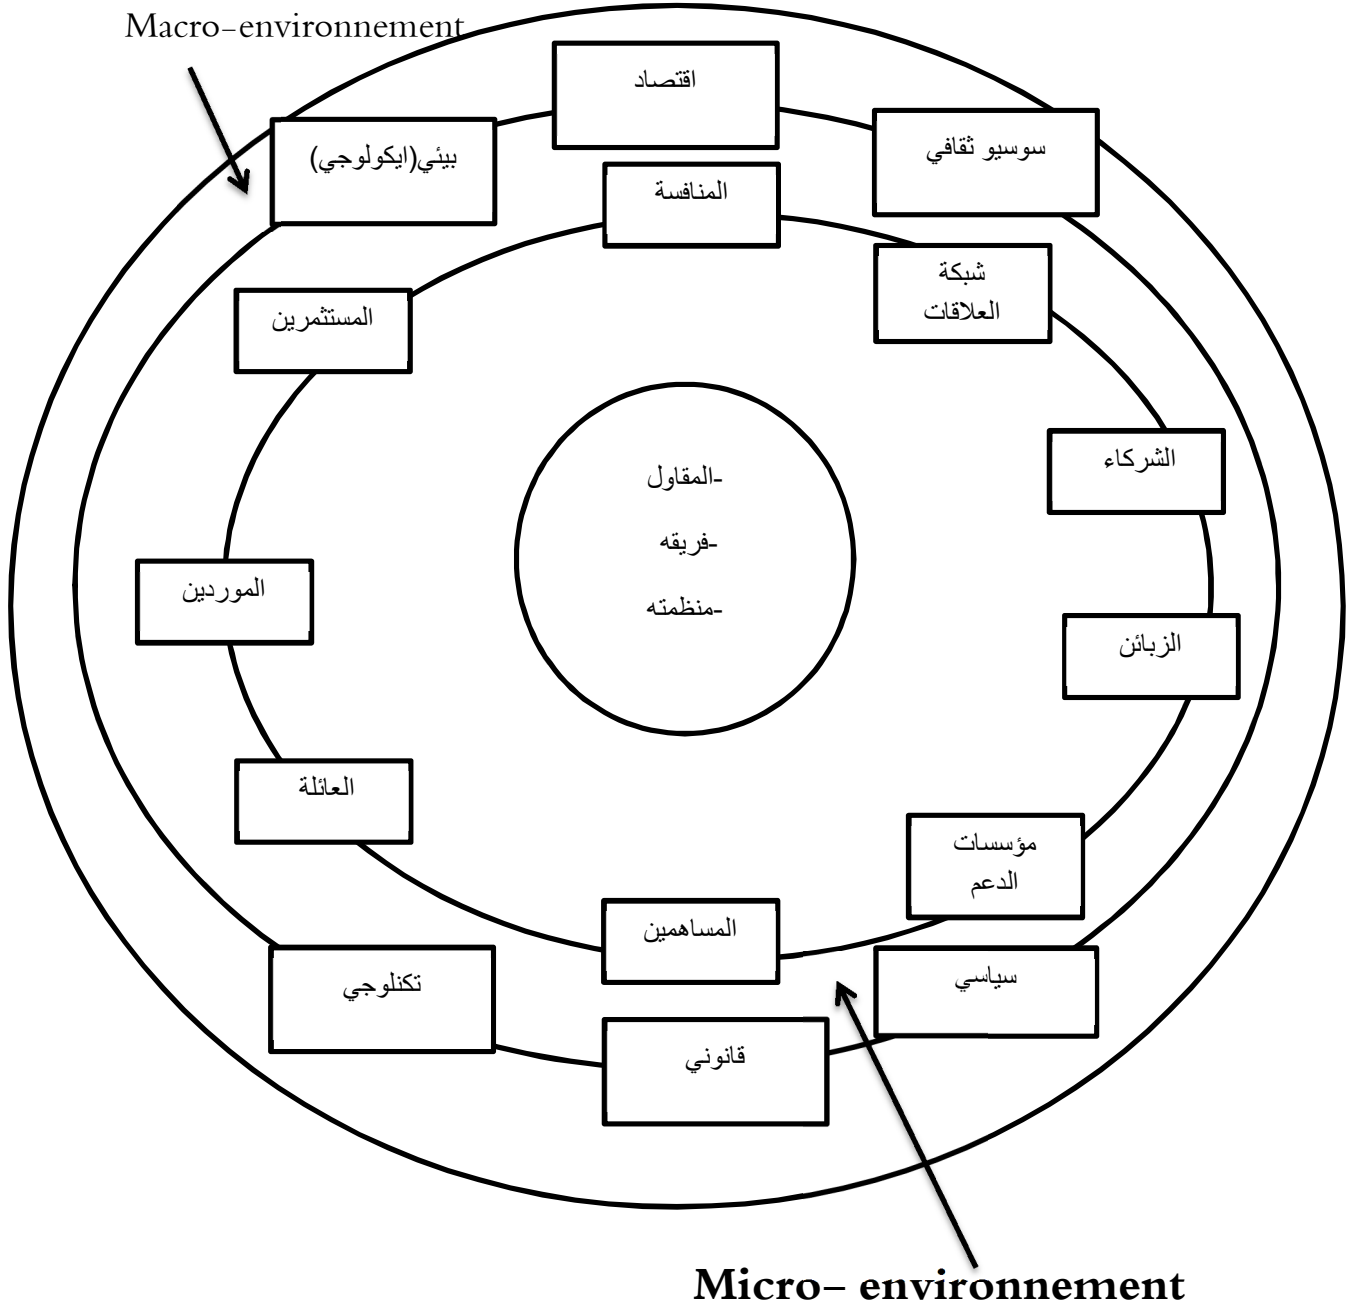 Macro-environnement
اقتصاد
سوسيو ثقافي
بيئي(ايكولوجي)
المنافسة
شبكة
العلاقات
المستثمرين
الشركاء
-المقاول
-فريقه
-منظمته
الموردين
الزبائن
العائلة
مؤسسات
الدعم
المساهمين
سياسي
تكنلوجي
قانوني
Micro- environnement